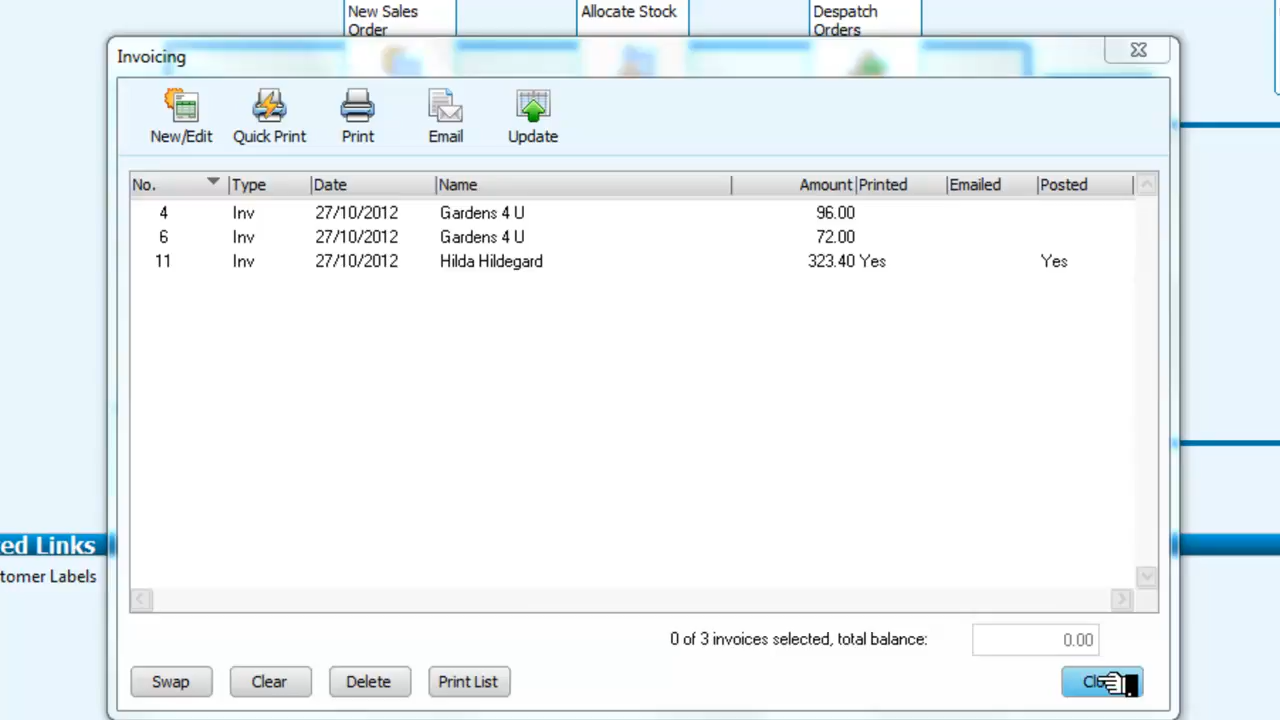 New Sales
Order
Allocate Stock
Despatch
Orders
Invoicing
New/Edit Quick Print Print Email Update
No. Type Date Name Amount Printed Emailed Posted
4 Inv 27/10/2012 Gardens 4 U 96.00
6 Inv 27/10/2012 Gardens 4 U 72.00
11 Inv 27/10/2012 Hilda Hildegard 323.40 Yes Yes
ed Links
tomer Labels
0 of 3 invoices selected, total balance: 0.00
Swap Clear Delete Print List